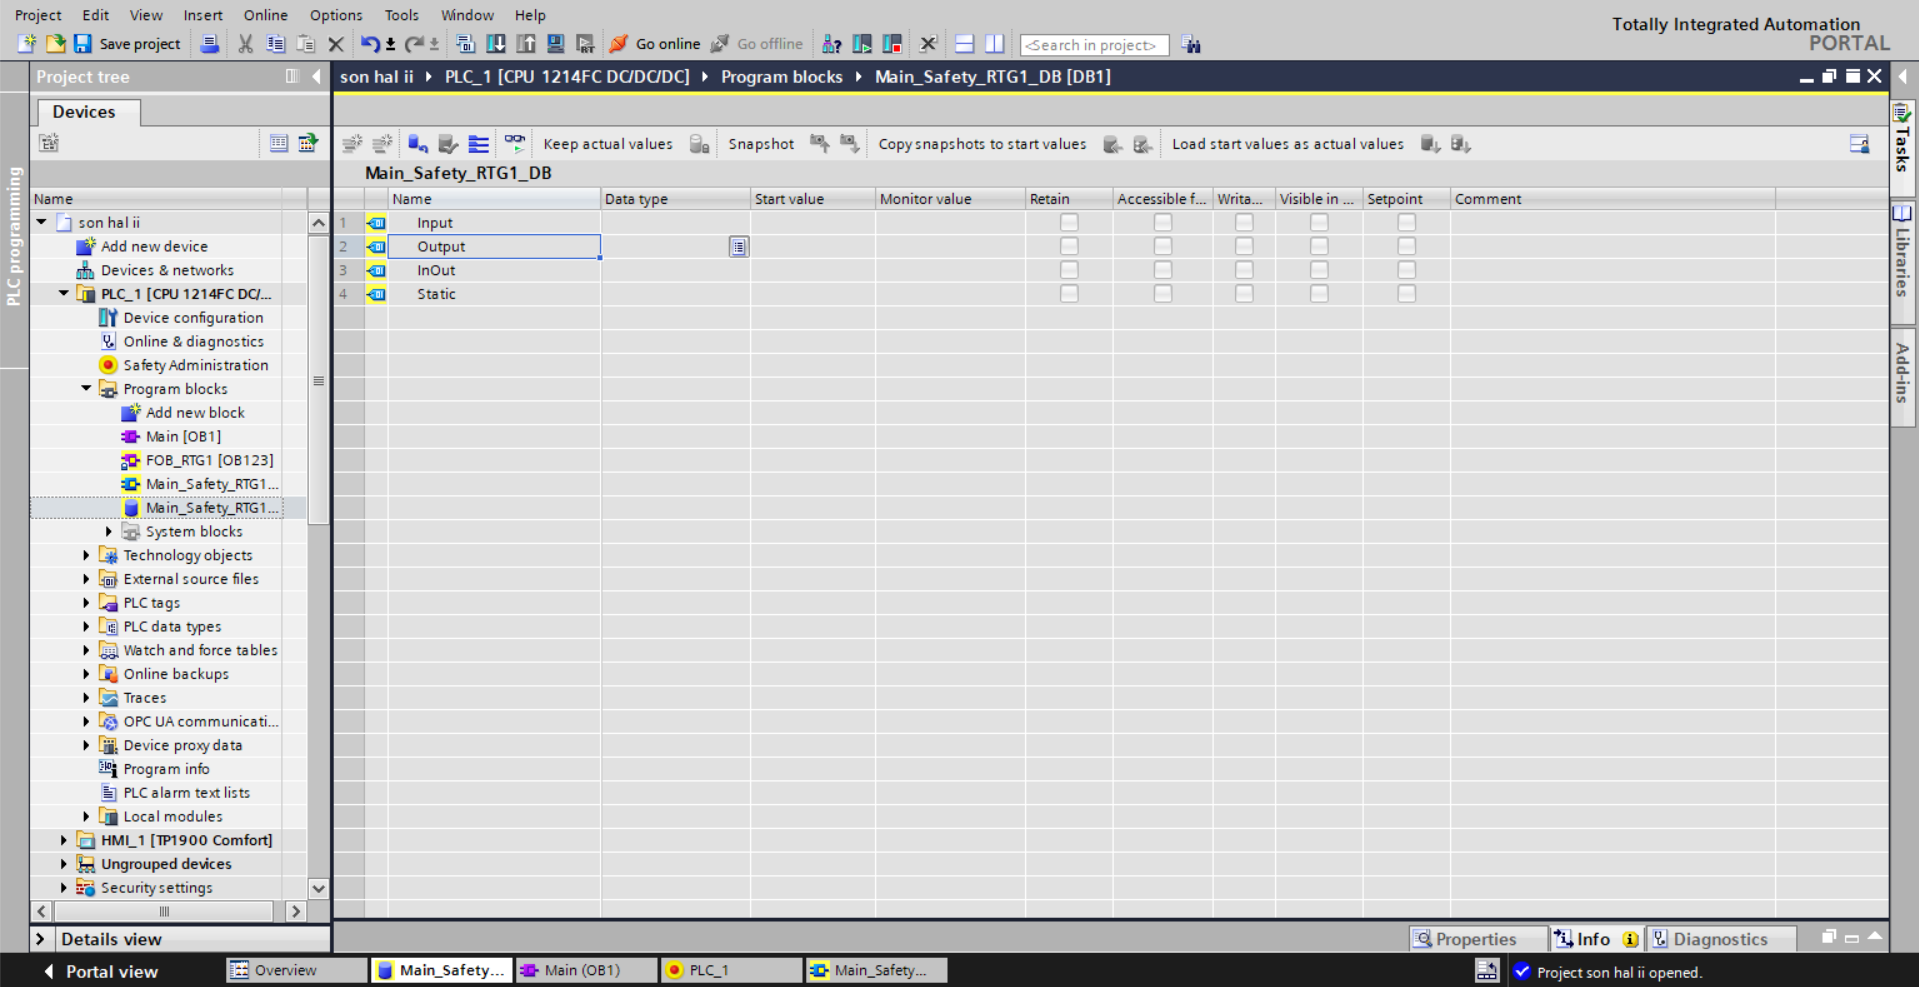 Project Edit View Insert Online Options Tools Window Help
Totally Integrated Automation
PORTAL
Save project
Go online
Go offline
<Search in project>
Project tree
son hal ii PLC_1 [CPU 1214FC DC/DC/DC] Program blocks Main_Safety_RTG1_DB [DB1]
Devices
Keep actual values Snapshot Copy snapshots to start values Load start values as actual values
Main_Safety_RTG1_DB
Name
Name Data type Start value Monitor value Retain Accessible f... Writa... Visible in ... Setpoint Comment
1 Input
2 Output
3 InOut
4 Static
son hal ii
Add new device
Devices & networks
PLC_1 [CPU 1214FC DC/...
Device configuration
Online & diagnostics
Safety Administration
Program blocks
Add new block
Main [OB1]
FOB_RTG1 [OB123]
Main_Safety_RTG1...
Main_Safety_RTG1...
System blocks
Technology objects
External source files
PLC tags
PLC data types
Watch and force tables
Online backups
Traces
OPC UA communicati...
Device proxy data
Program info
PLC alarm text lists
Local modules
HMI_1 [TP1900 Comfort]
Ungrouped devices
Security settings
Details view
PLC programming
Tasks
Libraries
Add-ins
Properties Info Diagnostics
Portal view Overview Main_Safety... Main (OB1) PLC_1 Main_Safety...
Project son hal ii opened.